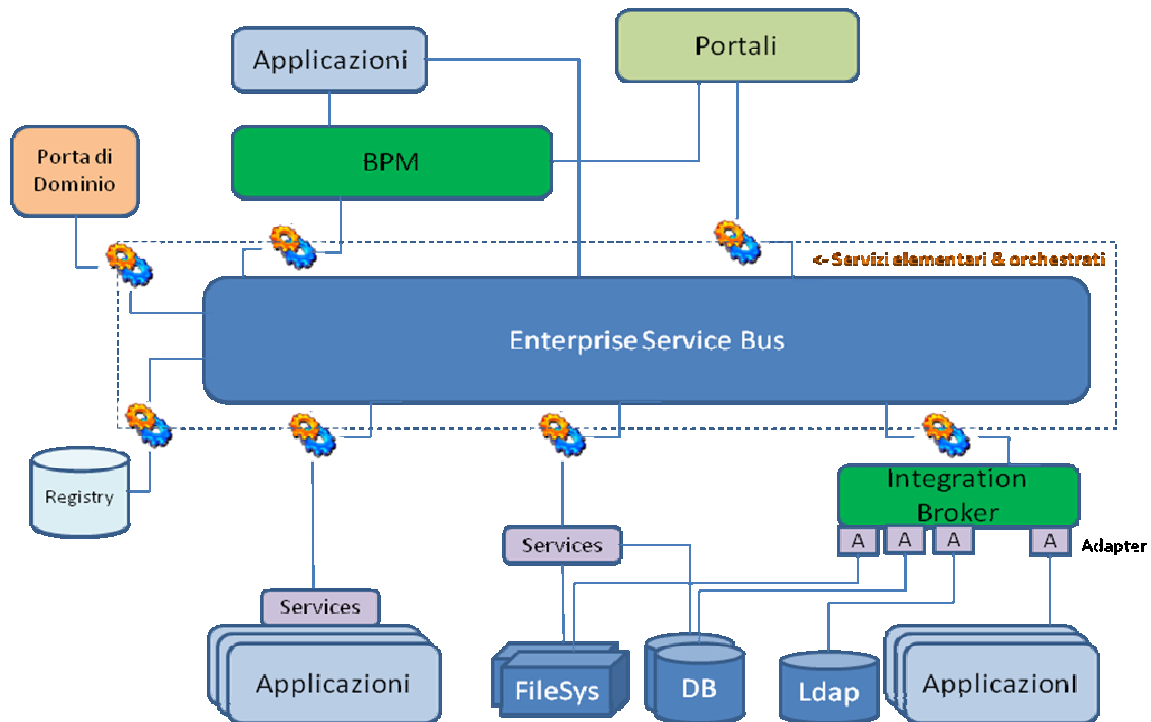 Applicazioni
Portali
Porta di
Dominio
BPM
<- Servizi elementari & orchestrati
Enterprise Service Bus
Registry
Integration
Broker
A
A
A
A
Adapter
Services
Services
Applicazioni
FileSys
DB
Ldap
ApplicazionI